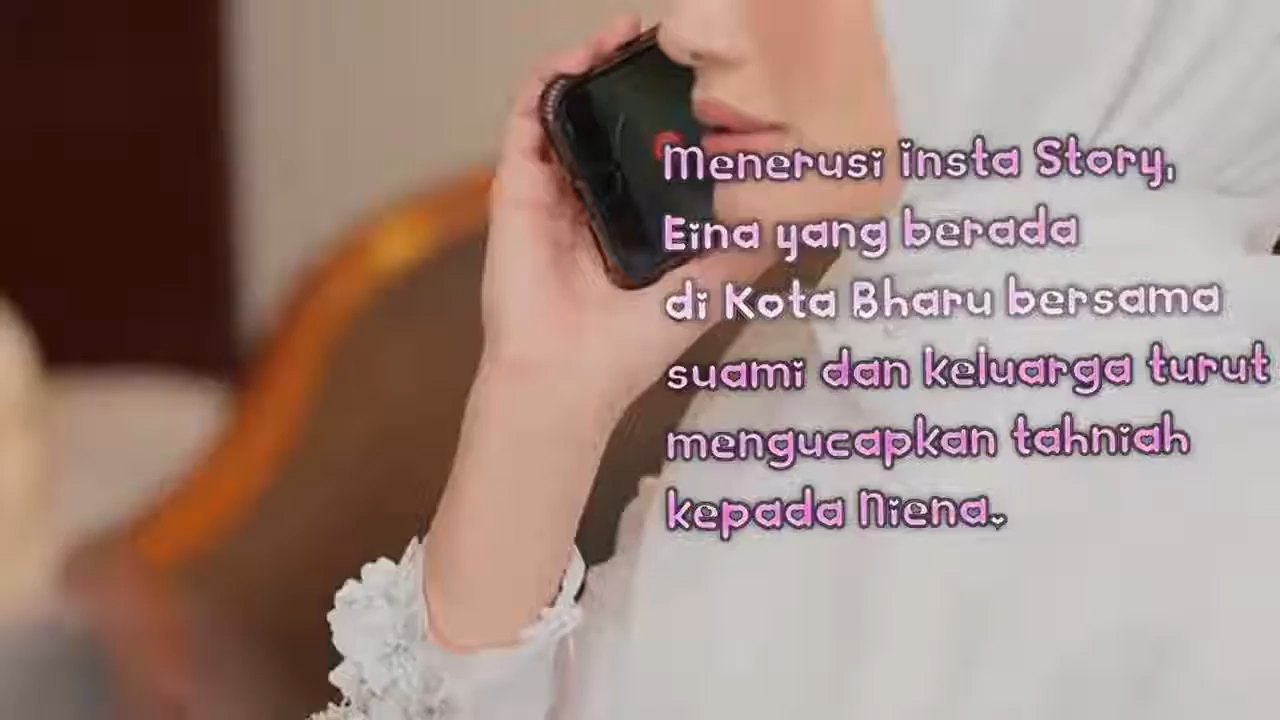 Menerusi insta Story,
Eina yang berada
di Kota Bharu bersama
suami dan keluarga turut
mengucapkan tahniah
kepada Niena.